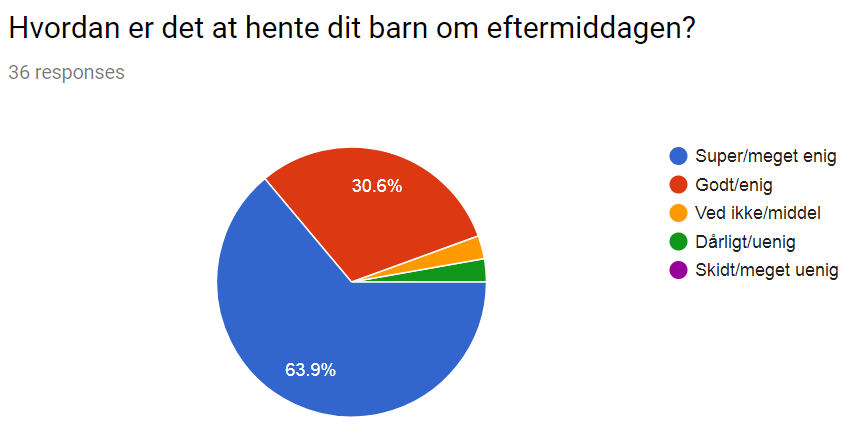 Hvordan er det at hente dit barn om eftermiddagen?
36 responses
30.6%
63.9%
Super/meget enig
Godt/enig
Ved ikke/middel
Dårligt/uenig
Skidt/meget uenig